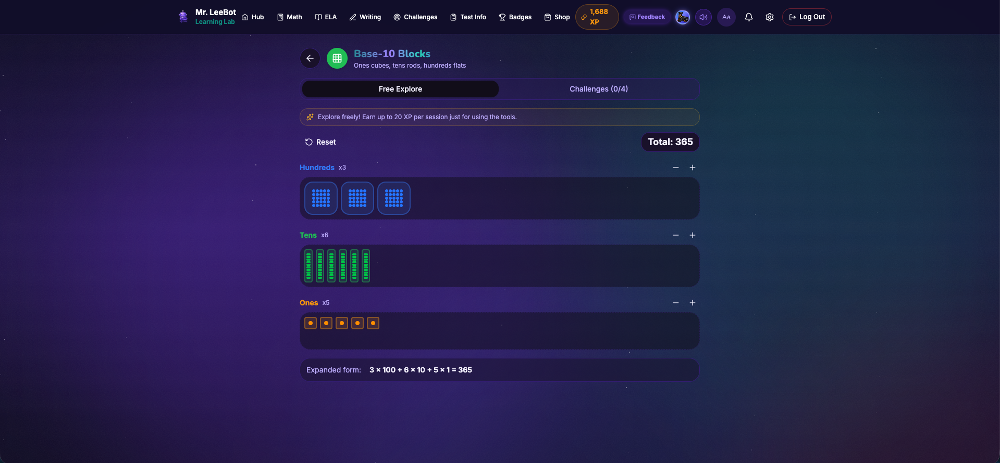 Mr. LeeBot
Learning Lab
Hub
Math
ELA
Writing
Challenges
Test Info
Badges
Shop
1,688
XP
Feedback
AA
Log Out
Base-10 Blocks
Ones cubes, tens rods, hundreds flats
Free Explore
Challenges (0/4)
Explore freely! Earn up to 20 XP per session just for using the tools.
Reset
Total: 365
Hundreds x3
Tens x6
Ones x5
Expanded form: 3 × 100 + 6 × 10 + 5 × 1 = 365